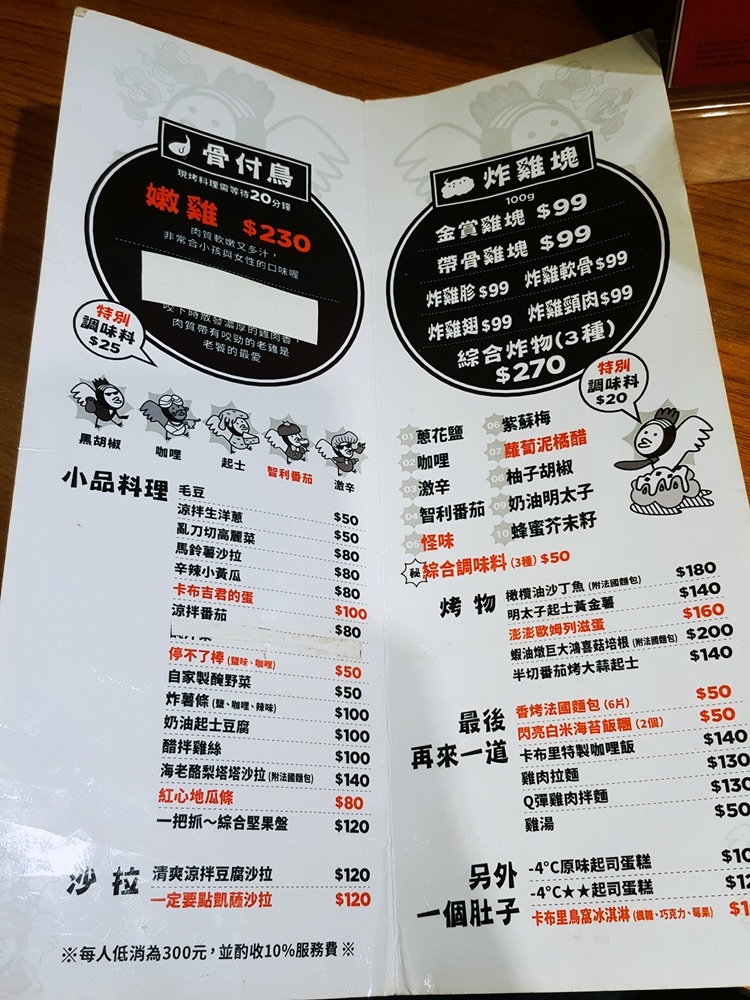 骨付鳥
現烤料理需等待20分鐘
嫩雞 $230
肉質軟嫩又多汁，
非常合小孩與女性的口味喔
咬下時散發濃厚的雞肉香，
肉質帶有咬勁的老雞是
老饕的最愛
特別
調味料
$25
黑胡椒
咖哩
起士
智利番茄
激辛
小品料理
毛豆 $50
涼拌生洋蔥 $50
亂刀切高麗菜 $80
馬鈴薯沙拉 $80
辛辣小黃瓜 $80
卡布吉君的蛋 $100
涼拌番茄 $80
停不了棒 (鹽味、咖哩) $50
自家製醃野菜 $50
炸薯條 (鹽、咖哩、辣味) $100
奶油起士豆腐 $100
醋拌雞絲 $100
海老酪梨塔塔沙拉 (附法國麵包) $140
紅心地瓜條 $80
一把抓～綜合堅果盤 $120
沙拉
清爽涼拌豆腐沙拉 $120
一定要點凱薩沙拉 $120
※每人低消為300元，並酌收10%服務費※
炸雞塊
100g
金賞雞塊 $99
帶骨雞塊 $99
炸雞胗 $99 炸雞軟骨 $99
炸雞翅 $99 炸雞頸肉 $99
綜合炸物(3種)
$270
特別
調味料
$20
01 蔥花鹽
02 咖哩
03 激辛
04 智利番茄
05 怪味
06 紫蘇梅
07 蘿蔔泥橘醋
08 柚子胡椒
09 奶油明太子
10 蜂蜜芥末籽
秘 綜合調味料 (3種) $50
烤物
橄欖油沙丁魚 (附法國麵包) $180
明太子起士黃金薯 $140
澎澎歐姆列滋蛋 $160
蝦油燉巨大鴻喜菇培根 (附法國麵包) $200
半切番茄烤大蒜起士 $140
最後
再來一道
香烤法國麵包 (6片) $50
閃亮白米海苔飯糰 (2個) $50
卡布里特製咖哩飯 $140
雞肉拉麵 $130
Q彈雞肉拌麵 $130
雞湯 $50
另外
一個肚子
-4°C原味起司蛋糕
-4°C★★起司蛋糕
卡布里鳥窩冰淇淋 (楓糖、巧克力、莓果)